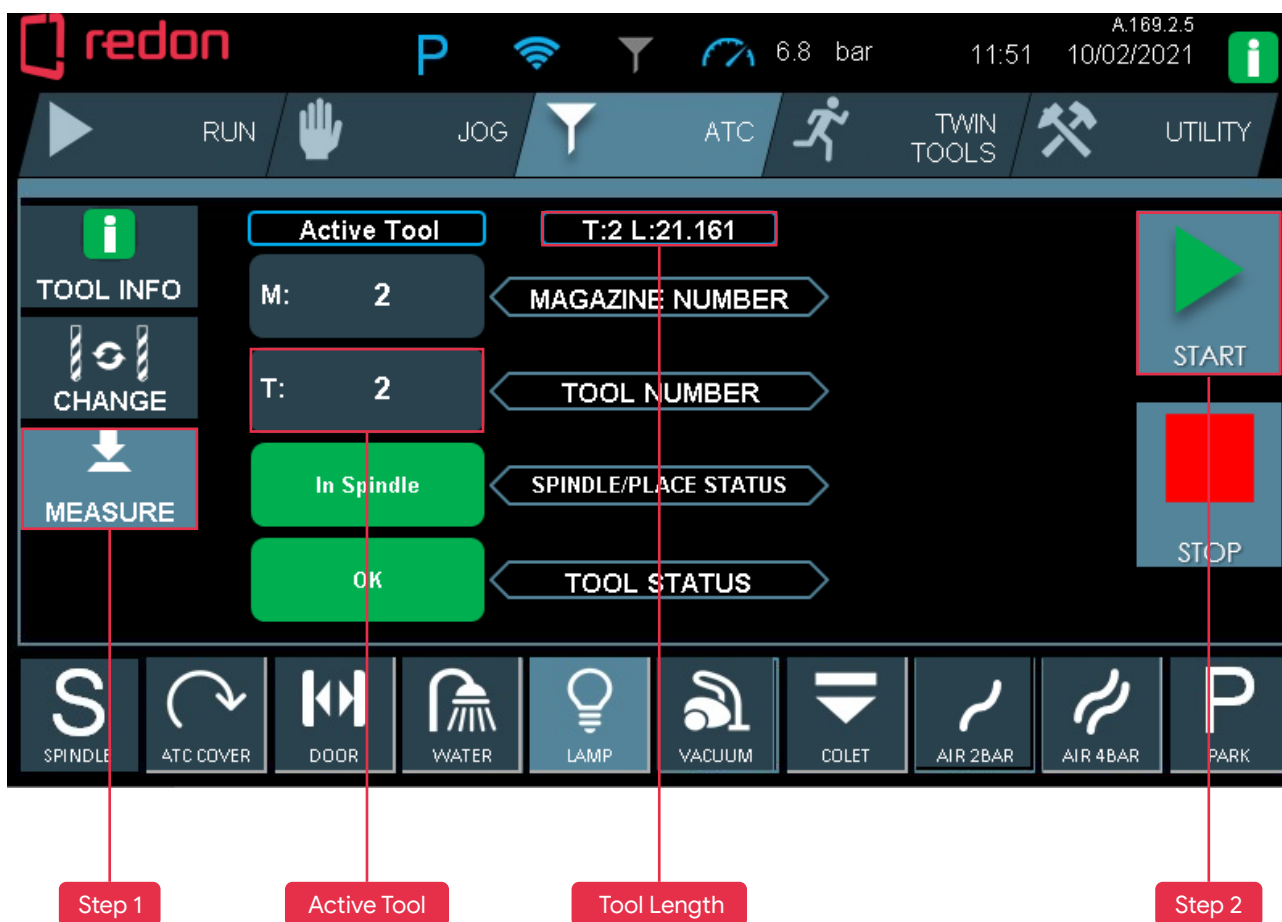 redon
P
6.8 bar
11:51
A.169.2.5
10/02/2021
i
RUN
JOG
ATC
TWIN
TOOLS
UTILITY
i
TOOL INFO
CHANGE
MEASURE
Active Tool
T:2 L:21.161
M: 2
MAGAZINE NUMBER
T: 2
TOOL NUMBER
In Spindle
SPINDLE/PLACE STATUS
OK
TOOL STATUS
START
STOP
S
SPINDLE
ATC COVER
DOOR
WATER
LAMP
VACUUM
COLET
AIR 2BAR
AIR 4BAR
P
PARK
Step 1
Active Tool
Tool Length
Step 2